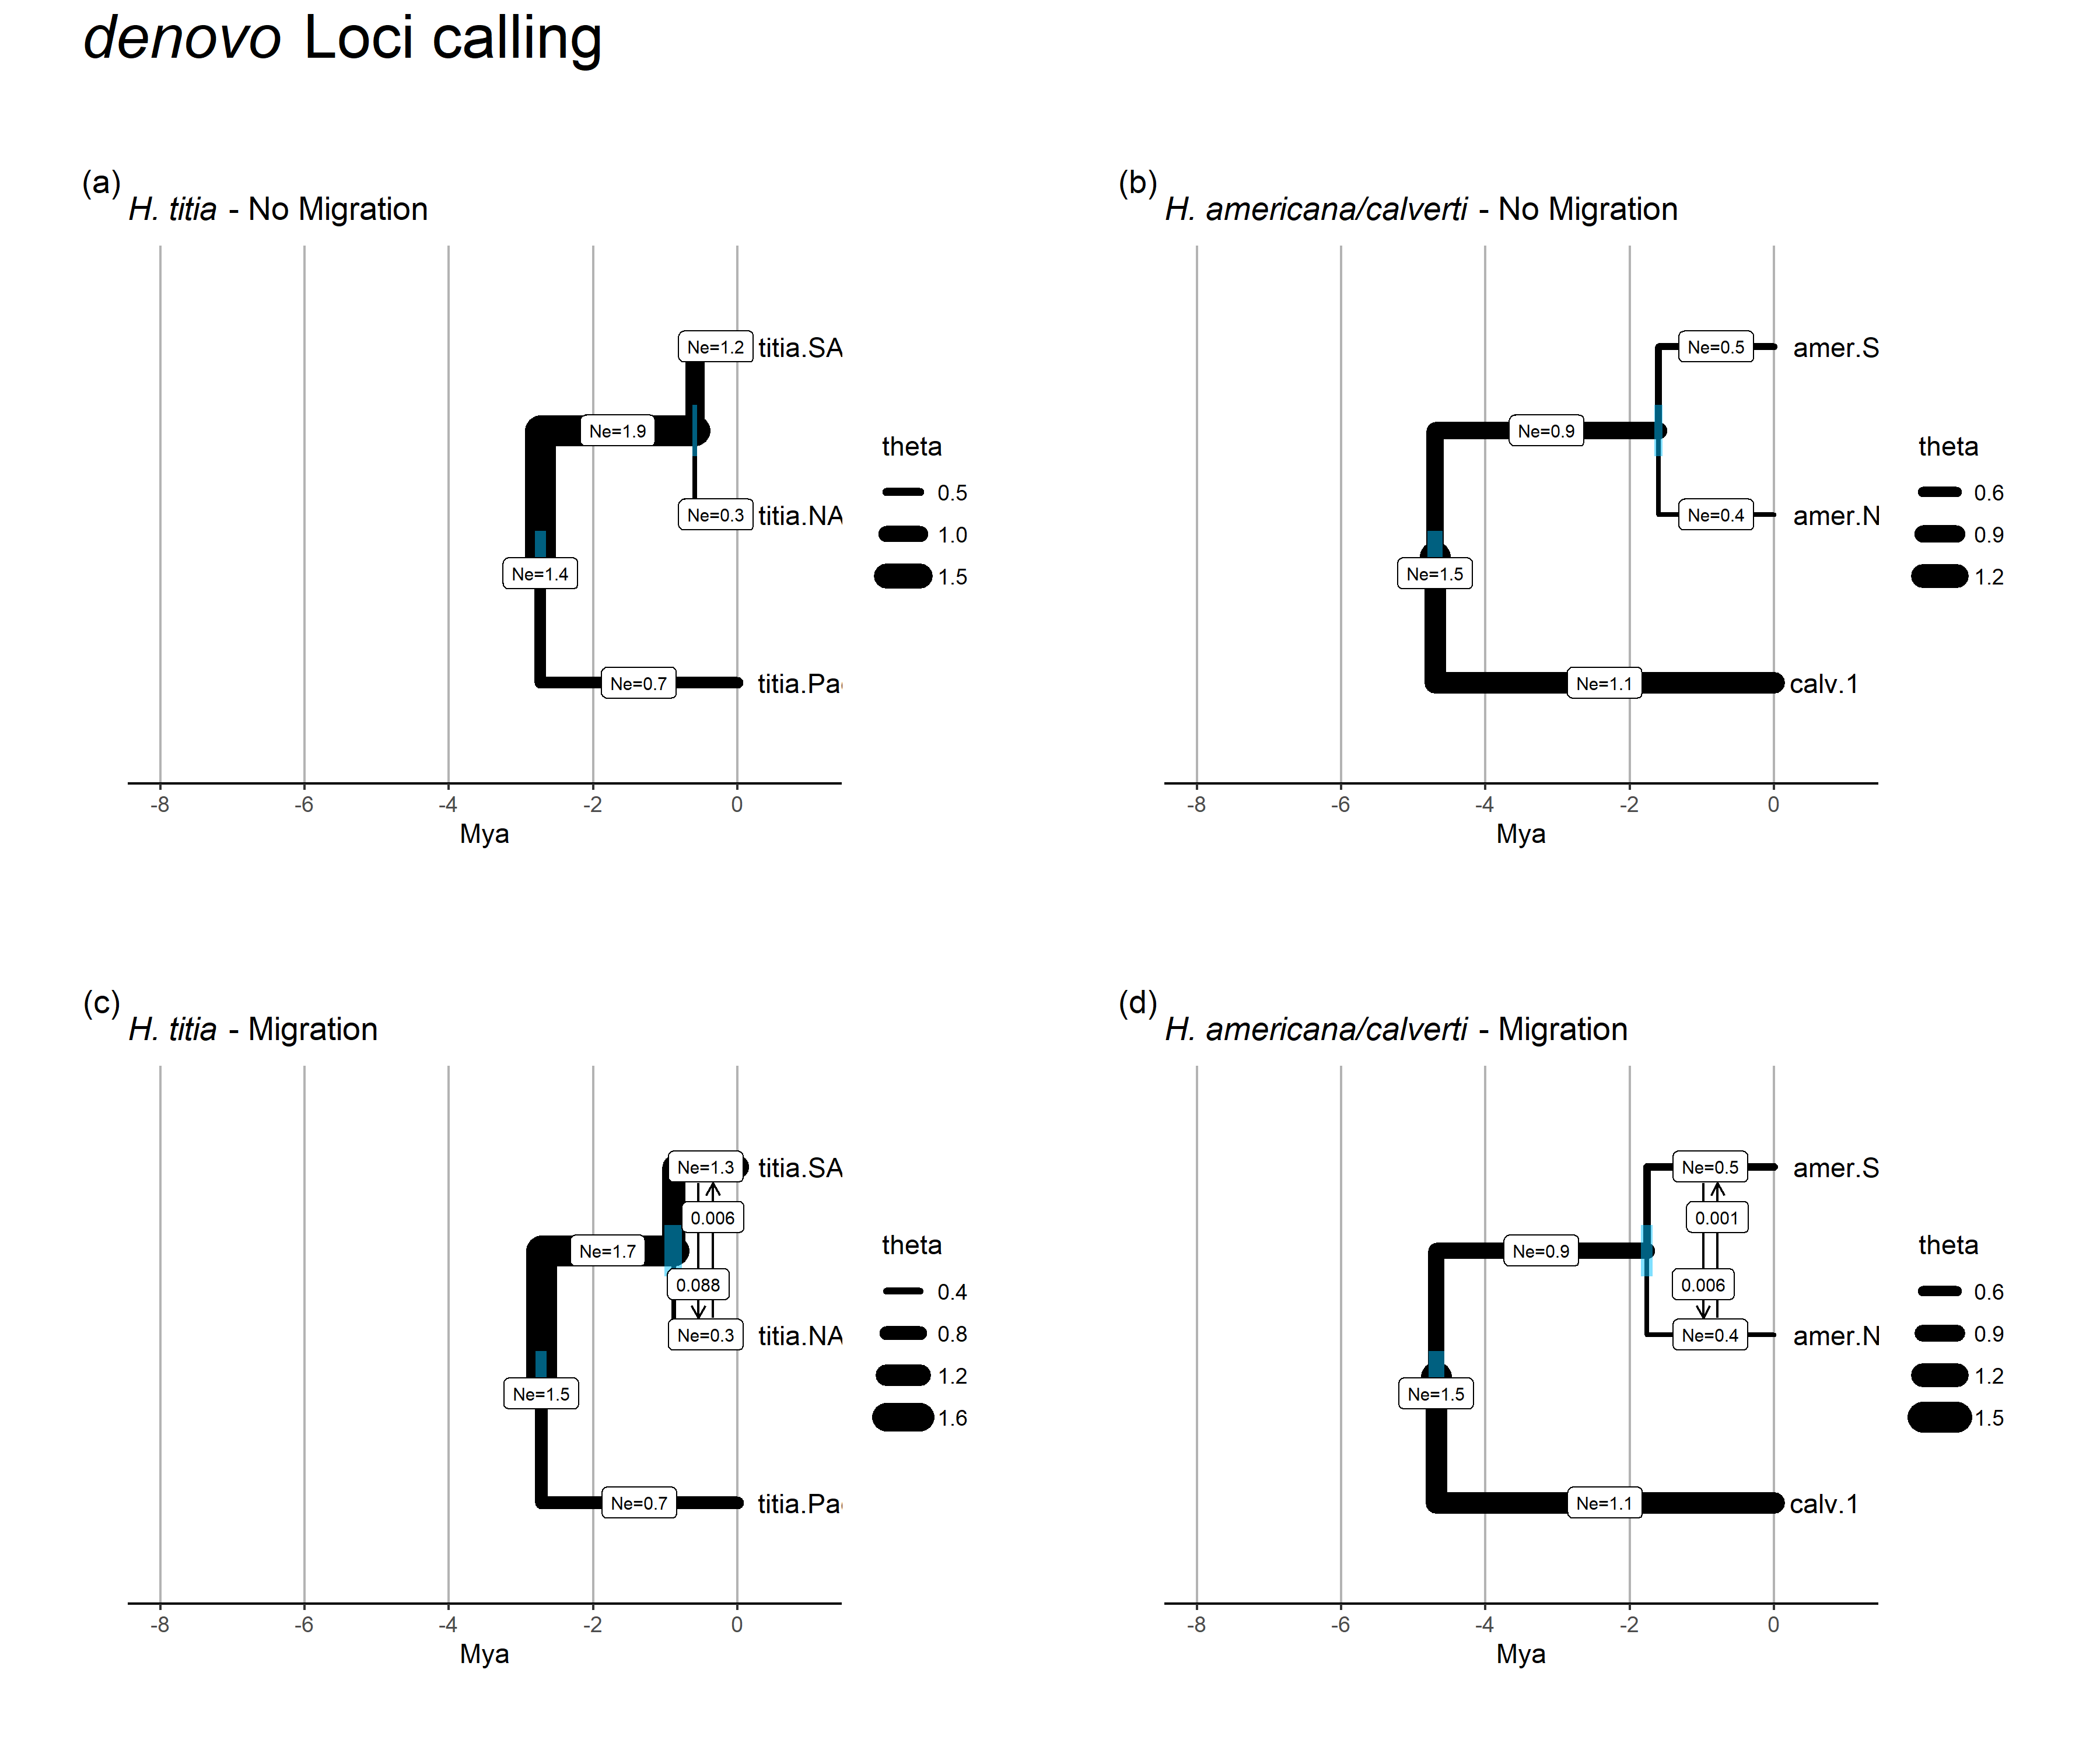 denovo Loci calling
(a)
H. titia - No Migration
Ne=1.2
titia.SA
Ne=1.9
Ne=0.3
titia.NA
Ne=1.4
Ne=0.7
titia.Pa
-8 -6 -4 -2 0
Mya
theta
0.5
1.0
1.5
(b)
H. americana/calverti - No Migration
Ne=0.5
amer.S
Ne=0.9
Ne=0.4
amer.N
Ne=1.5
Ne=1.1
calv.1
-8 -6 -4 -2 0
Mya
theta
0.6
0.9
1.2
(c)
H. titia - Migration
Ne=1.3
titia.SA
0.006
Ne=1.7
0.088
Ne=0.3
titia.NA
Ne=1.5
Ne=0.7
titia.Pa
-8 -6 -4 -2 0
Mya
theta
0.4
0.8
1.2
1.6
(d)
H. americana/calverti - Migration
Ne=0.5
amer.S
0.001
Ne=0.9
0.006
Ne=0.4
amer.N
Ne=1.5
Ne=1.1
calv.1
-8 -6 -4 -2 0
Mya
theta
0.6
0.9
1.2
1.5